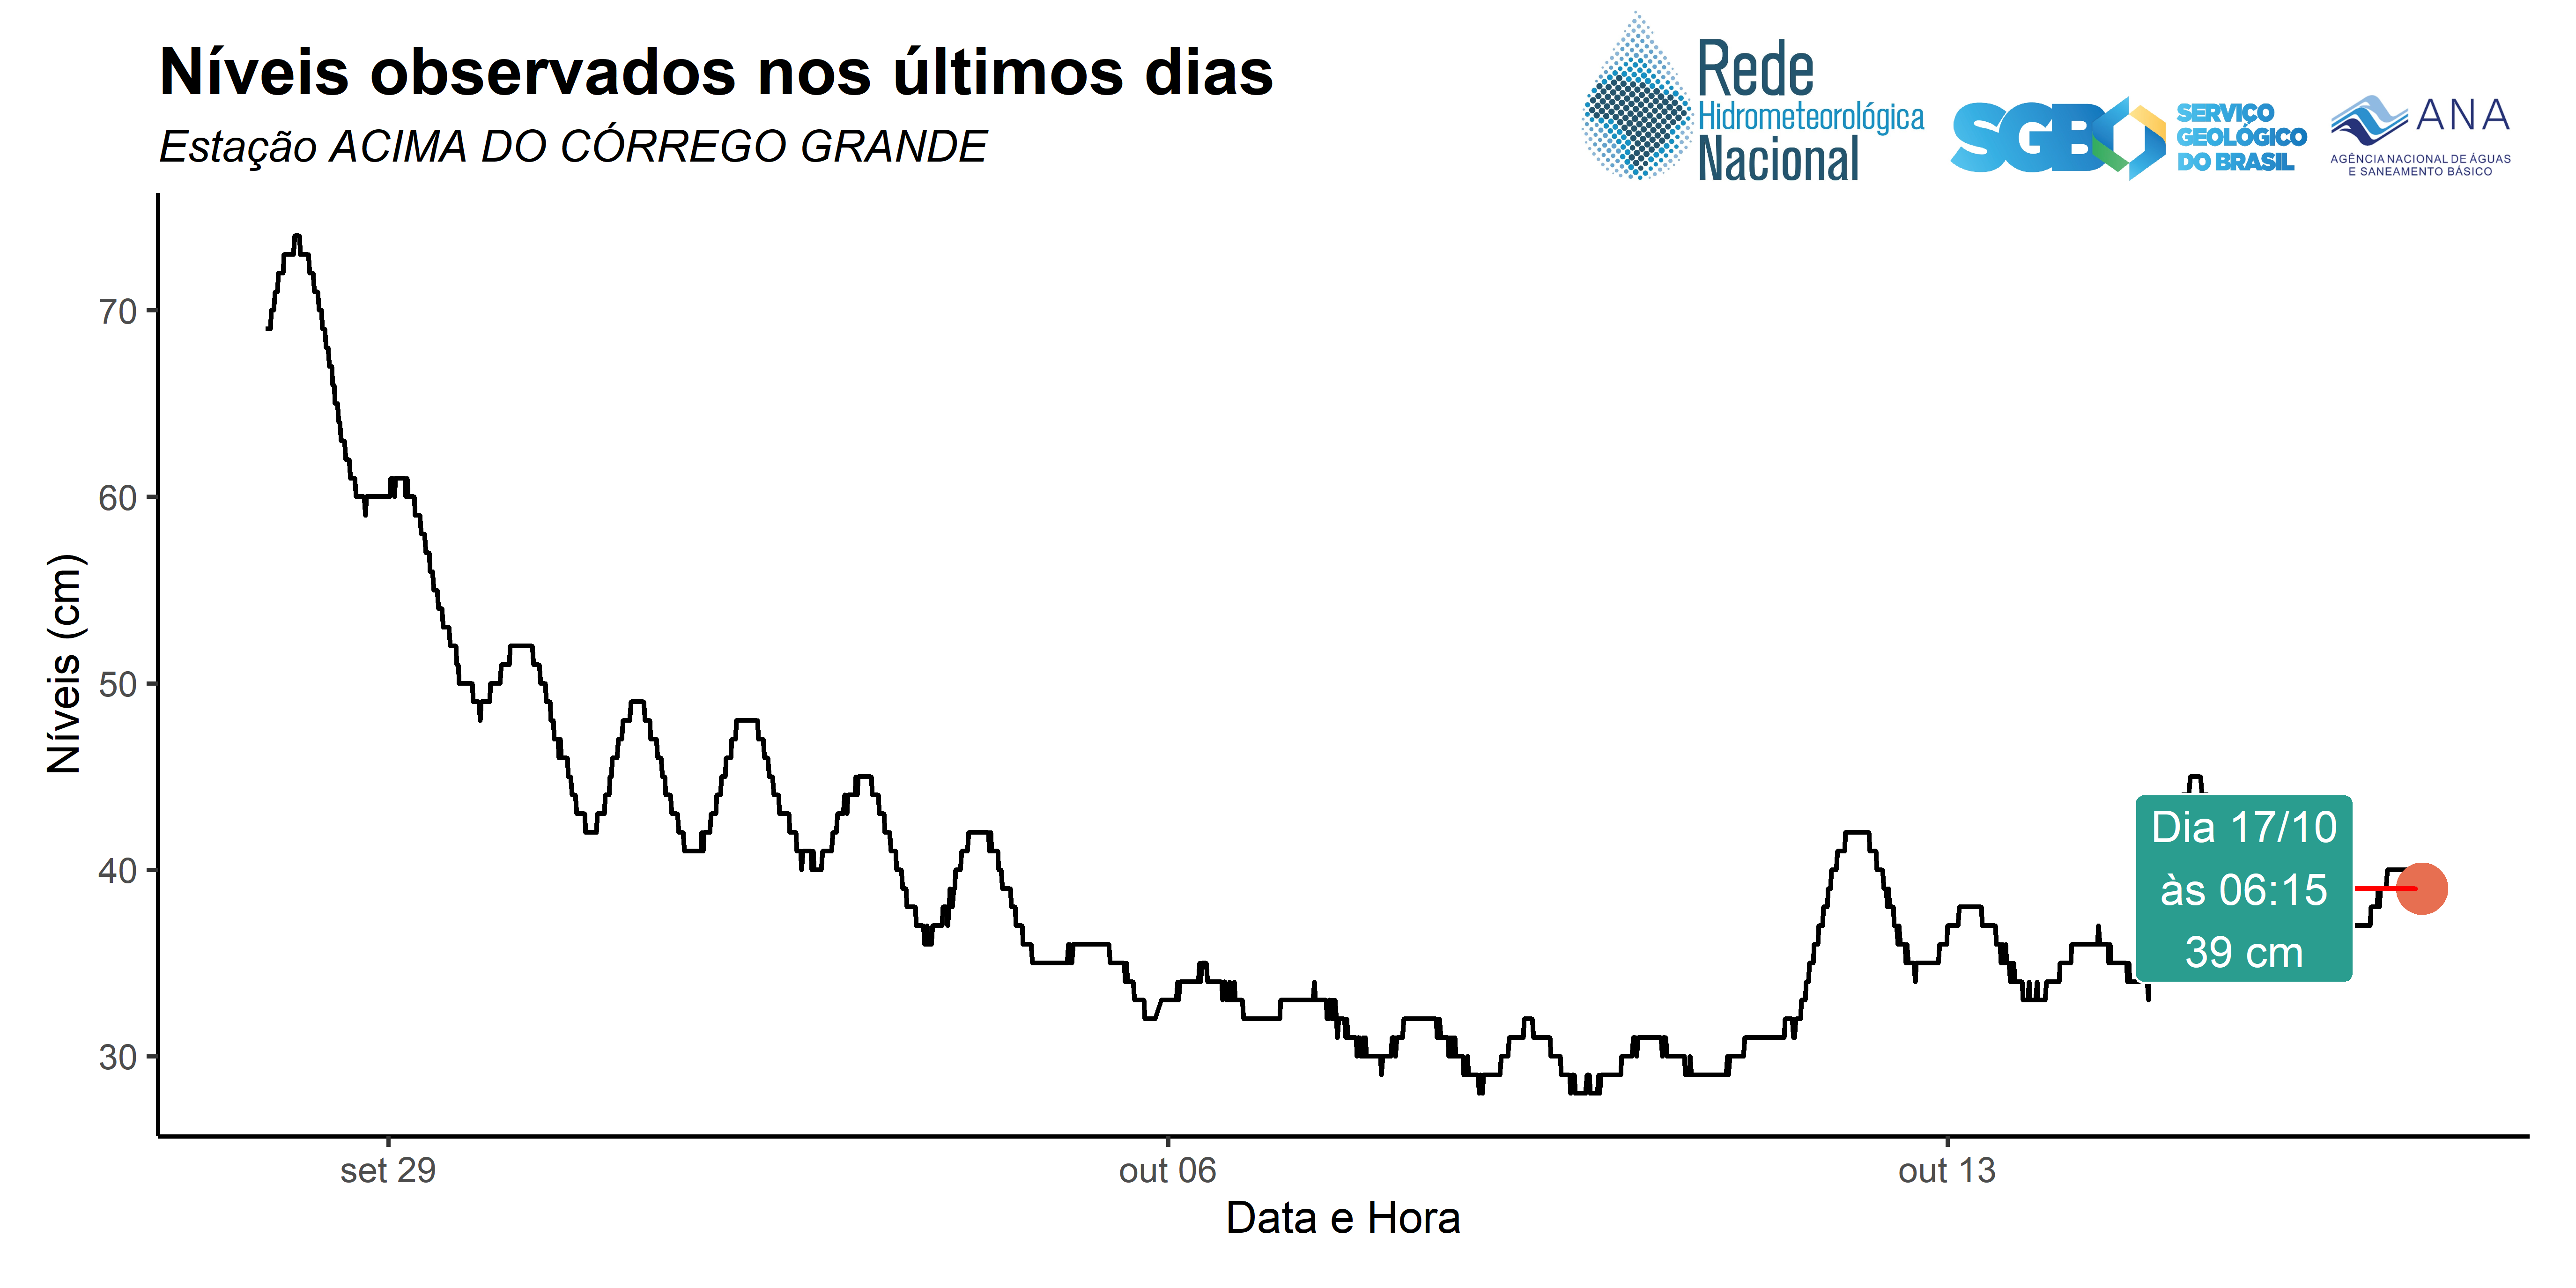 Níveis observados nos últimos dias
Estação ACIMA DO CÓRREGO GRANDE
Rede
Hidrometeorológica
Nacional
SGB
SERVIÇO
GEOLÓGICO
DO BRASIL
ANA
AGÊNCIA NACIONAL DE ÁGUAS
E SANEAMENTO BÁSICO
Níveis (cm)
70
60
50
40
30
Dia 17/10
às 06:15
39 cm
set 29
out 06
out 13
Data e Hora